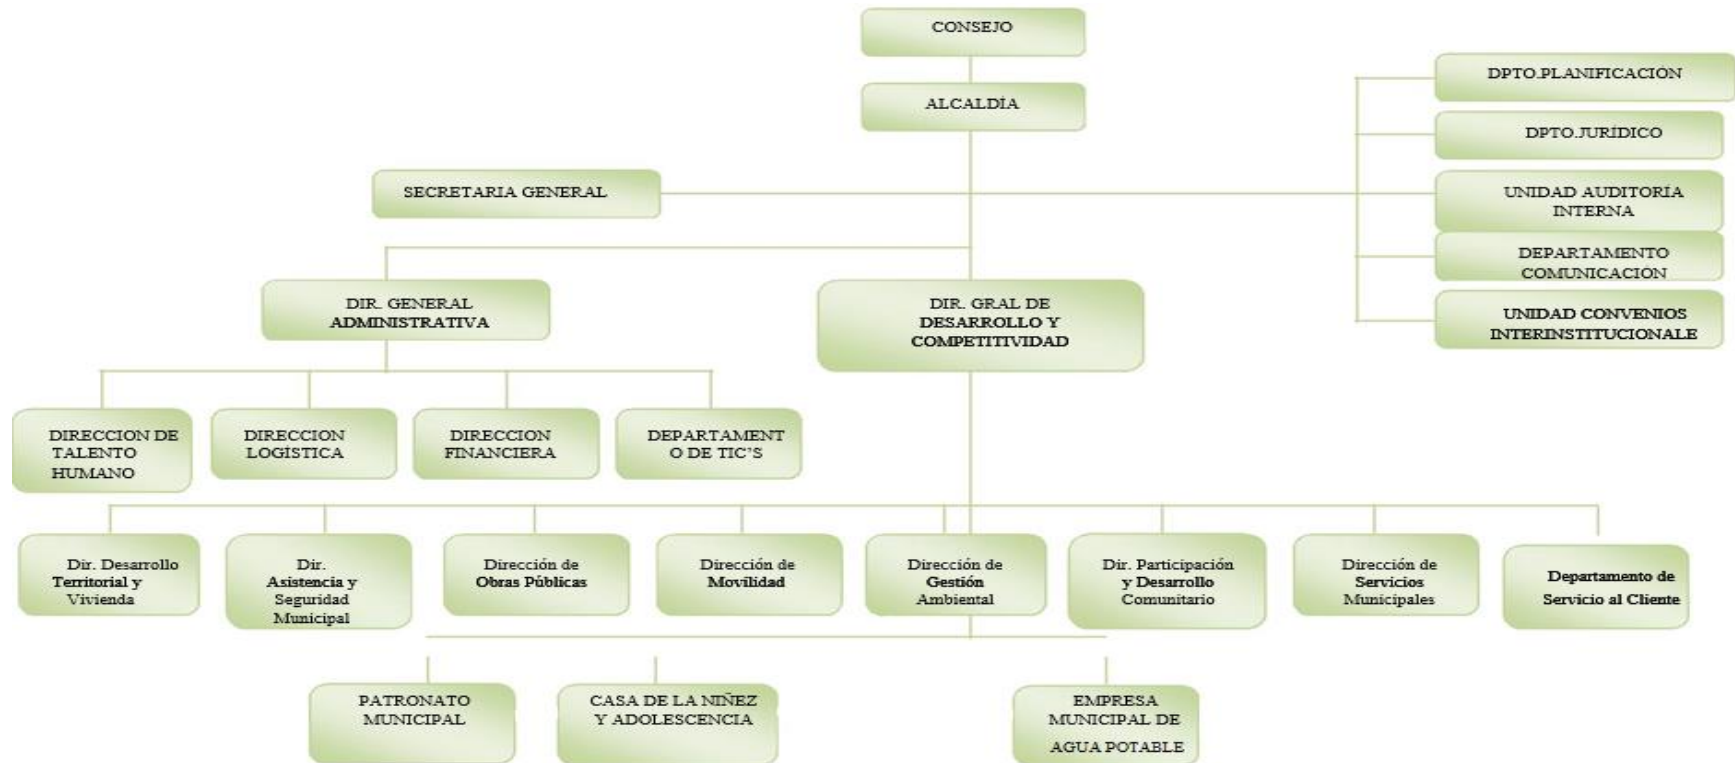 CONSEJO
ALCALDÍA
DPTO.PLANIFICACIÓN
DPTO.JURÍDICO
SECRETARIA GENERAL
UNIDAD AUDITORÍA
INTERNA
DEPARTAMENTO
COMUNICACIÓN
UNIDAD CONVENIOS
INTERINSTITUCIONALE
DIR. GENERAL
ADMINISTRATIVA
DIR. GRAL DE
DESARROLLO Y
COMPETITIVIDAD
DIRECCION DE
TALENTO
HUMANO
DIRECCION
LOGÍSTICA
DIRECCION
FINANCIERA
DEPARTAMENT
O DE TIC'S
Dir. Desarrollo
Territorial y
Vivienda
Dir.
Asistencia y
Seguridad
Municipal
Dirección de
Obras Públicas
Dirección de
Movilidad
Dirección de
Gestión
Ambiental
Dir. Participación
y Desarrollo
Comunitario
Dirección de
Servicios
Municipales
Departamento de
Servicio al Cliente
PATRONATO
MUNICIPAL
CASA DE LA NIÑEZ
Y ADOLESCENCIA
EMPRESA
MUNICIPAL DE
AGUA POTABLE